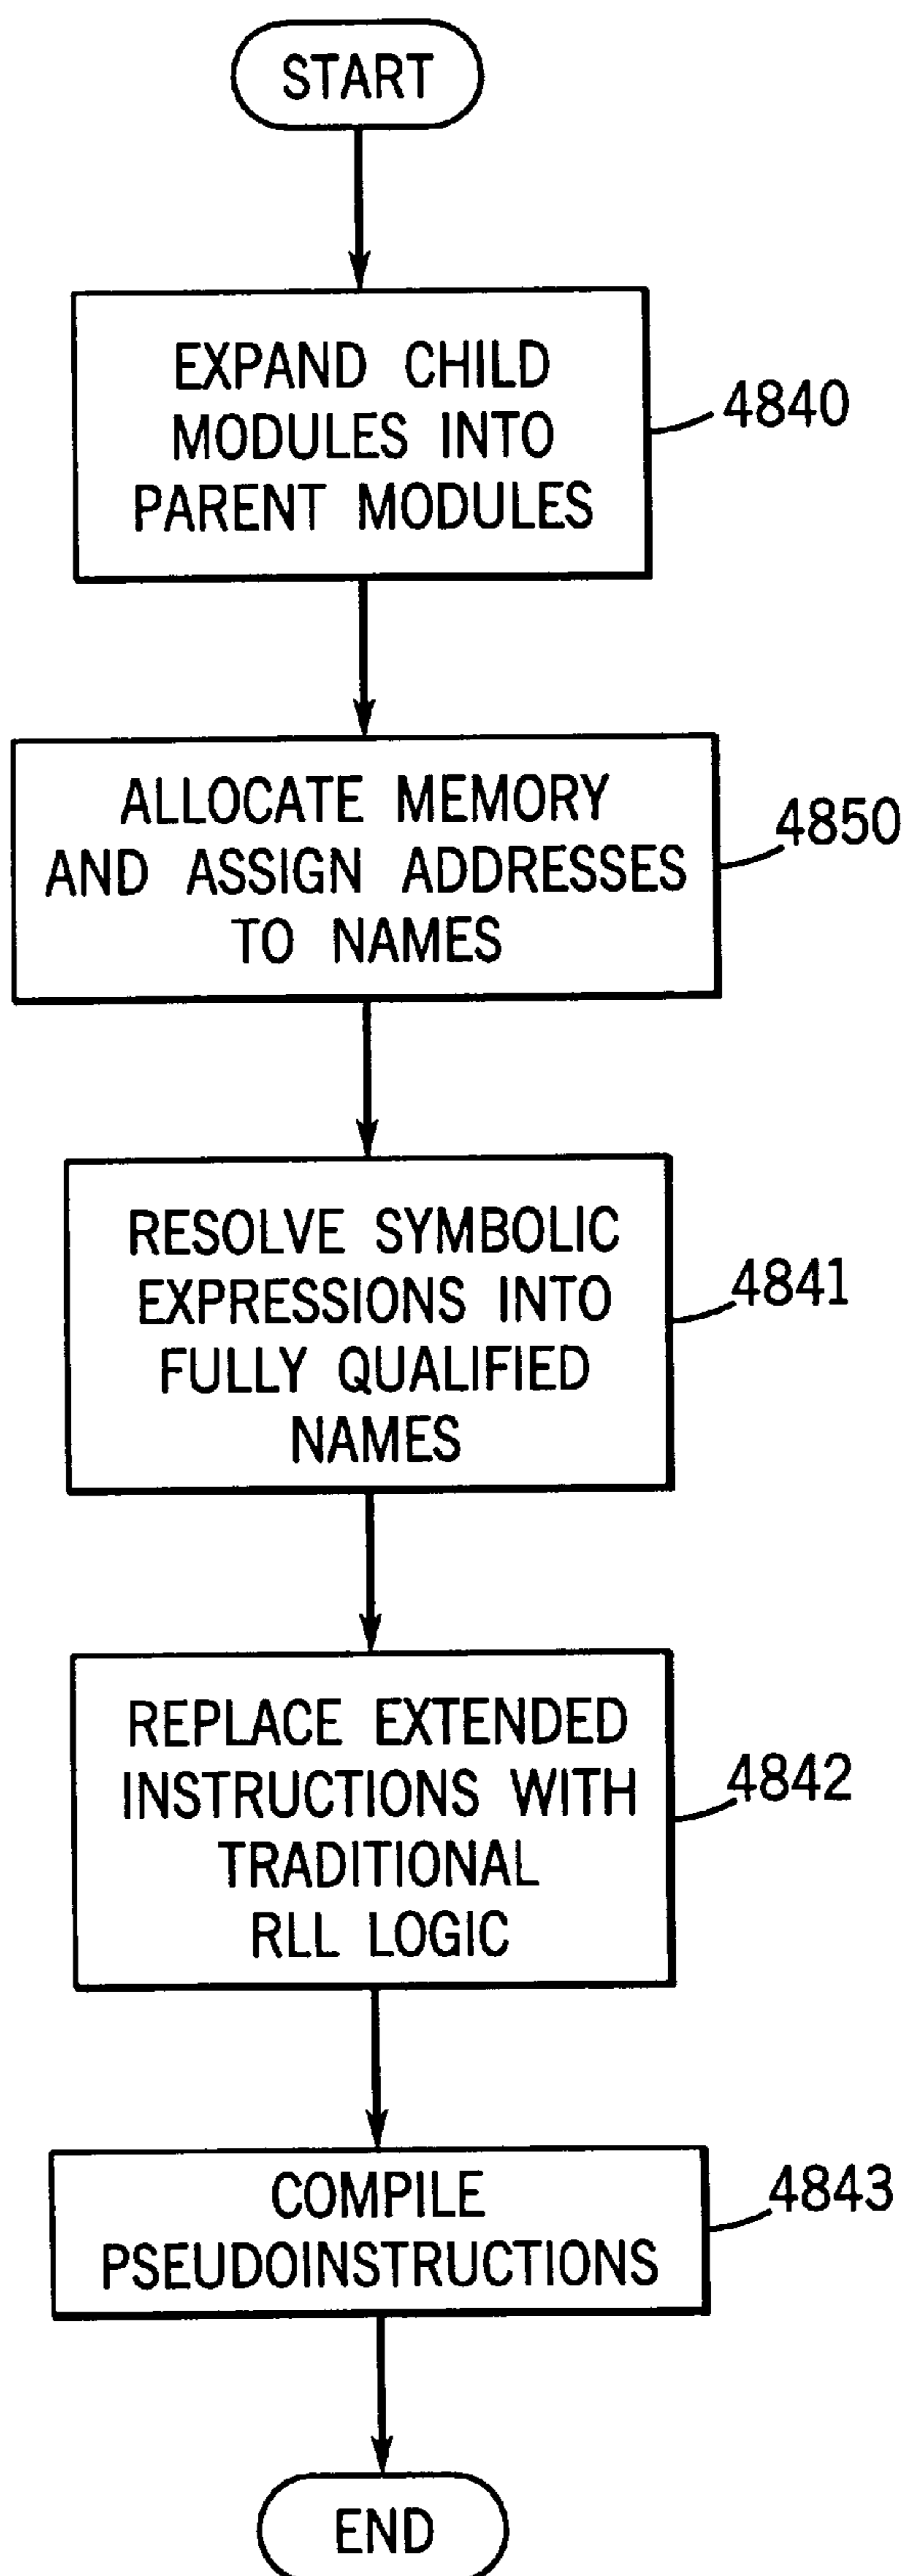 START
EXPAND CHILD
MODULES INTO
PARENT MODULES
4840
ALLOCATE MEMORY
AND ASSIGN ADDRESSES
TO NAMES
4850
RESOLVE SYMBOLIC
EXPRESSIONS INTO
FULLY QUALIFIED
NAMES
4841
REPLACE EXTENDED
INSTRUCTIONS WITH
TRADITIONAL
RLL LOGIC
4842
COMPILE
PSEUDOINSTRUCTIONS
4843
END